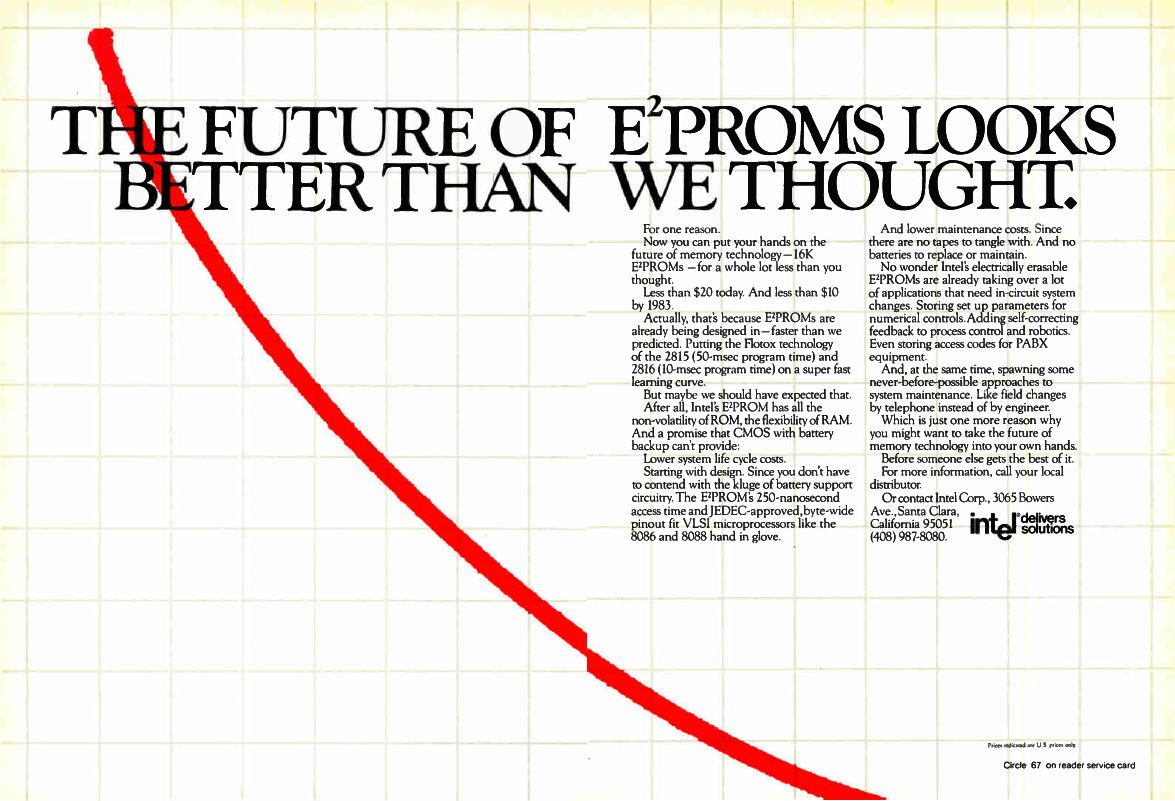 THE FUTURE OF E²PROMS LOOKS
BETTER THAN WE THOUGHT.
For one reason.
Now you can put your hands on the
future of memory technology—16K
E²PROMs —for a whole lot less than you
thought.
Less than $20 today. And less than $10
by 1983.
Actually, that's because E²PROMs are
already being designed in—faster than we
predicted. Putting the Flotox technology
of the 2815 (50-msec program time) and
2816 (10-msec program time) on a super fast
learning curve.
But maybe we should have expected that.
After all, Intel's E²PROM has all the
non-volatility of ROM, the flexibility of RAM.
And a promise that CMOS with battery
backup can't provide:
Lower system life cycle costs.
Starting with design. Since you don't have
to contend with the kluge of battery support
circuitry. The E²PROM's 250-nanosecond
access time and JEDEC-approved, byte-wide
pinout fit VLSI microprocessors like the
8086 and 8088 hand in glove.
And lower maintenance costs. Since
there are no tapes to tangle with. And no
batteries to replace or maintain.
No wonder Intel's electrically erasable
E²PROMs are already taking over a lot
of applications that need in-circuit system
changes. Storing set up parameters for
numerical controls. Adding self-correcting
feedback to process control and robotics.
Even storing access codes for PABX
equipment.
And, at the same time, spawning some
never-before-possible approaches to
system maintenance. Like field changes
by telephone instead of by engineer.
Which is just one more reason why
you might want to take the future of
memory technology into your own hands.
Before someone else gets the best of it.
For more information, call your local
distributor.
Or contact Intel Corp., 3065 Bowers
Ave., Santa Clara,
California 95051
(408) 987-8080.
intel® delivers
solutions
Prices indicated are U.S. prices only.
Circle 67 on reader service card